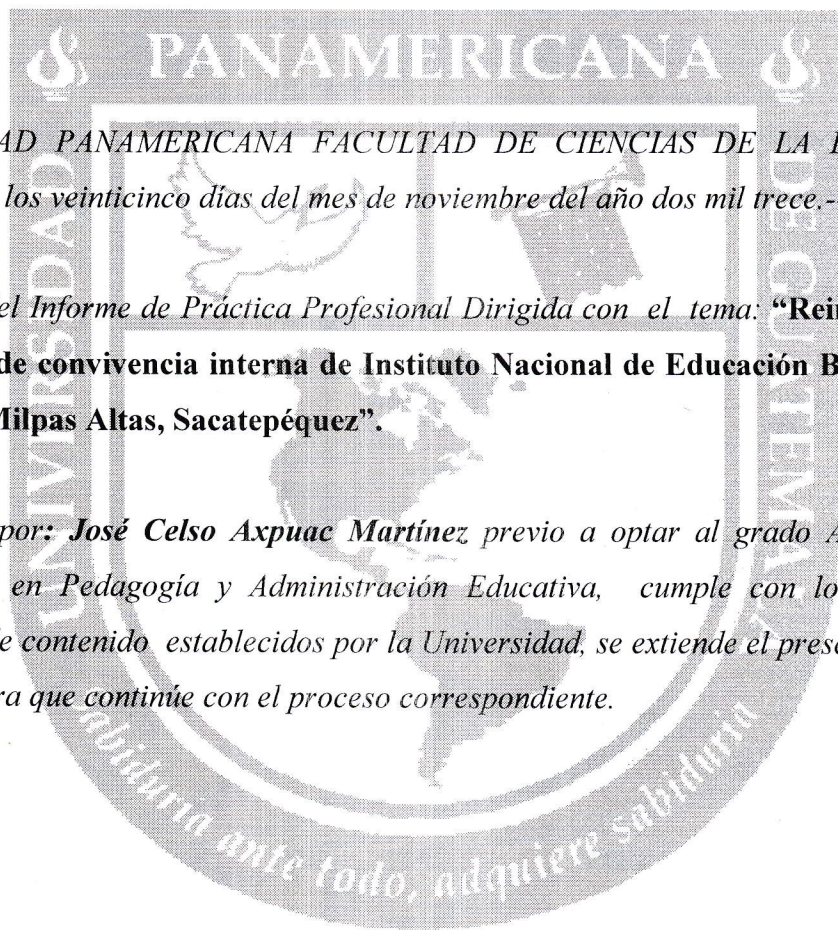 PANAMERICANA
AD PANAMERICANA FACULTAD DE CIENCIAS DE LA
los veinticinco días del mes de noviembre del año dos mil trece.-
el Informe de Práctica Profesional Dirigida con el tema: “Rein
de convivencia interna de Instituto Nacional de Educación B
Milpas Altas, Sacatepéquez”.
por: José Celso Axpuac Martínez previo a optar al grado A
en Pedagogía y Administración Educativa, cumple con lo
e contenido establecidos por la Universidad, se extiende el pres
ra que continúe con el proceso correspondiente.
UNIVERSIDAD
DE GUATEMALA
sabiduría ante todo, adquiere sabiduría